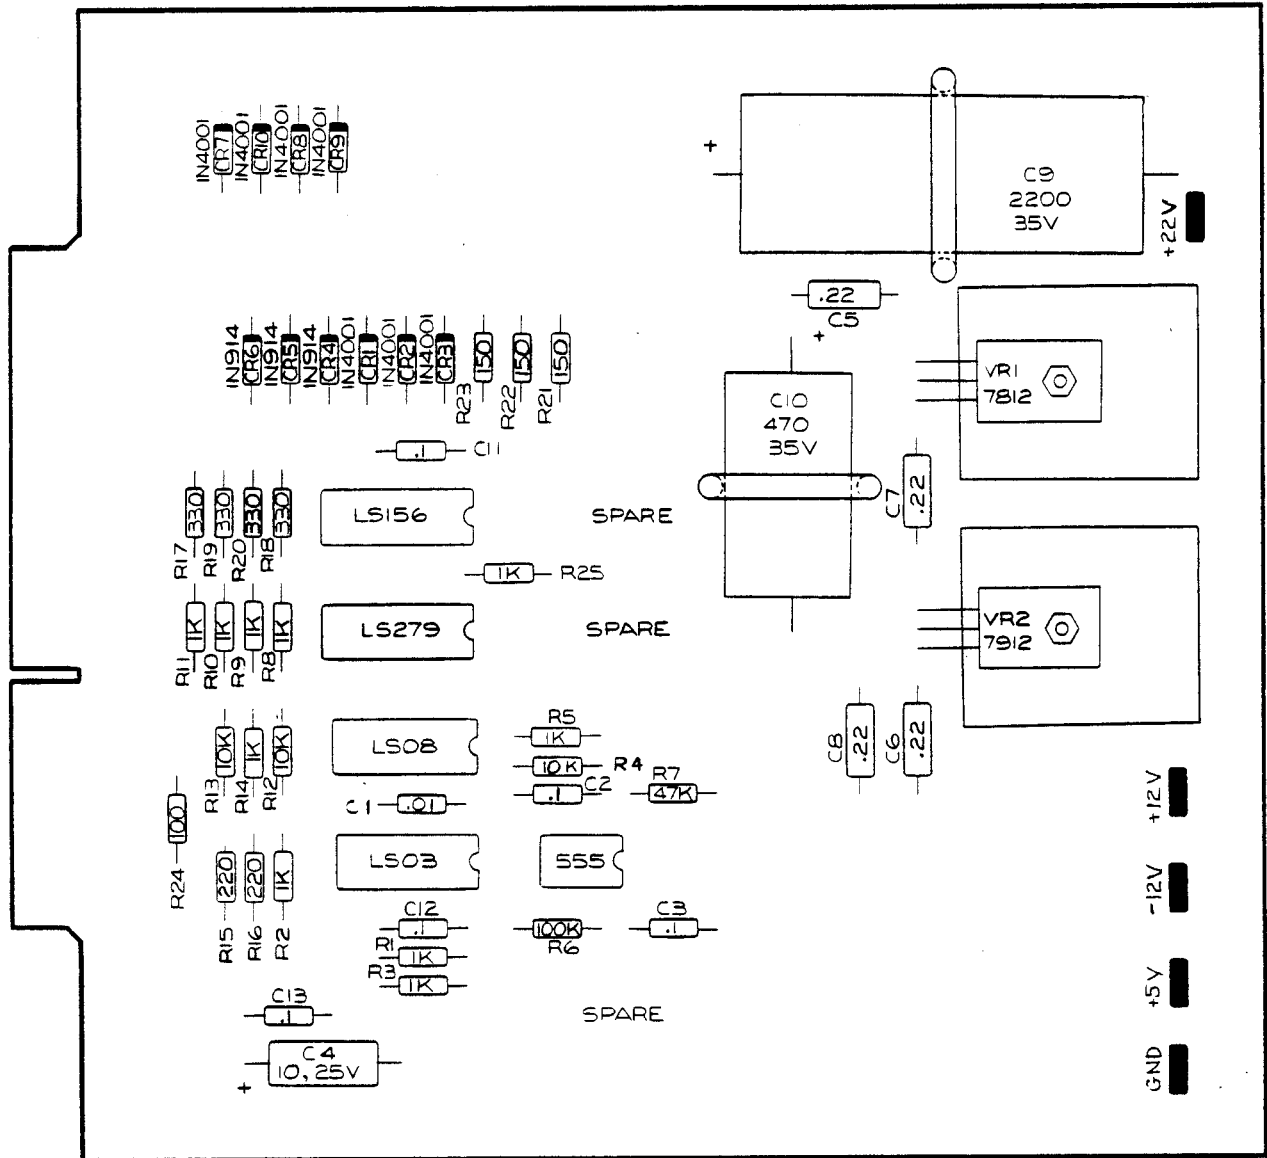 IN4001
CR7
IN4001
CR10
IN4001
CR8
IN4001
CR9
+
C9
2200
35V
+22V
.22
C5
+
IN914
CR6
IN914
CR5
IN914
CR4
IN4001
CR1
IN4001
CR2
IN4001
CR3
150
R23
150
R22
150
R21
VR1
7812
C10
470
35V
.1
C11
C7
.22
330
R17
330
R19
330
R20
330
R18
LS156
SPARE
1K
R25
1K
R11
1K
R10
1K
R9
1K
R8
LS279
SPARE
VR2
7912
10K
R13
1K
R14
10K
R12
LS08
R5
1K
10K
R4
.1
C2
R7
47K
C8
.22
C6
.22
+12V
100
R24
C1
.01
LS03
555
220
R15
220
R16
1K
R2
-12V
C12
.1
R1
1K
R3
1K
100K
R6
C3
.1
+5V
C13
.1
SPARE
C4
10, 25V
+
GND